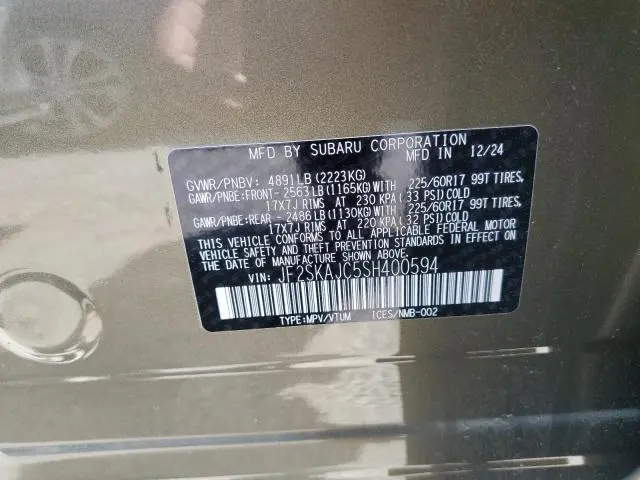 MFD BY SUBARU CORPORATION
MFD IN 12/24
GVWR/PNBV: 4891LB (2223KG)
GAWR/PNBE:FRONT- 2563LB (1165KG)WITH 225/60R17 99T TIRES,
17X7J RIMS AT 230 KPA (33 PSI)COLD
GAWR/PNBE:REAR - 2486LB (1130KG)WITH 225/60R17 99T TIRES,
17X7J RIMS AT 220 KPA (32 PSI)COLD
THIS VEHICLE CONFORMS TO ALL APPLICABLE FEDERAL MOTOR
VEHICLE SAFETY AND THEFT PREVENTION STANDARDS IN EFFECT ON
THE DATE OF MANUFACTURE SHOWN ABOVE.
VIN: JF2SKAJC5SH400594
TYPE:MPV/VTUM ICES/NMB-002